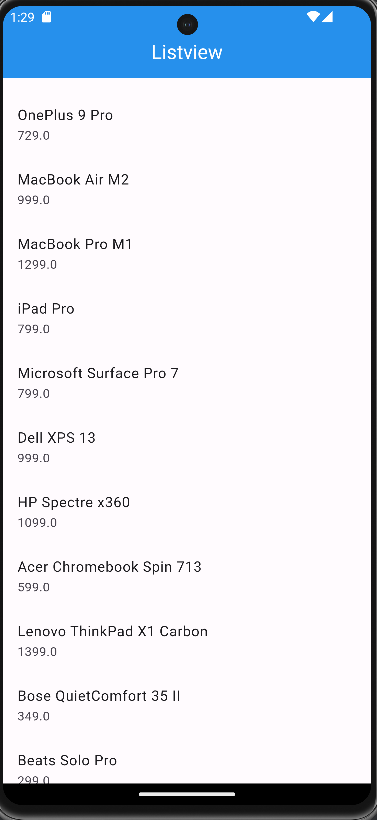 1:29
Listview
OnePlus 9 Pro
729.0
MacBook Air M2
999.0
MacBook Pro M1
1299.0
iPad Pro
799.0
Microsoft Surface Pro 7
799.0
Dell XPS 13
999.0
HP Spectre x360
1099.0
Acer Chromebook Spin 713
599.0
Lenovo ThinkPad X1 Carbon
1399.0
Bose QuietComfort 35 II
349.0
Beats Solo Pro
299.0